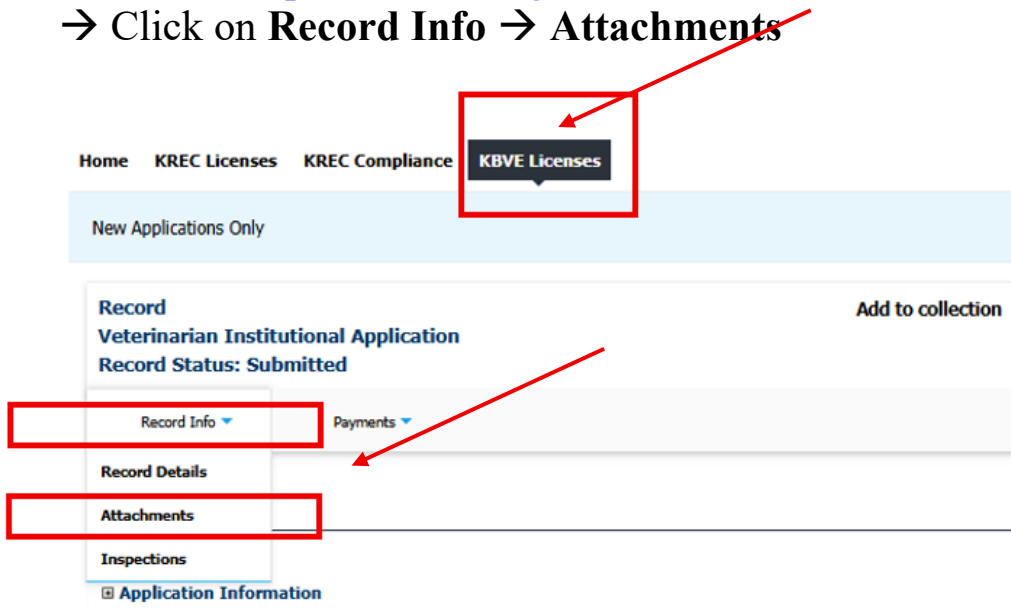 → Click on Record Info → Attachments
Home KREC Licenses KREC Compliance KBVE Licenses
New Applications Only
Record
Add to collection
Veterinarian Institutional Application
Record Status: Submitted
Record Info Payments
Record Details
Attachments
Inspections
Application Information